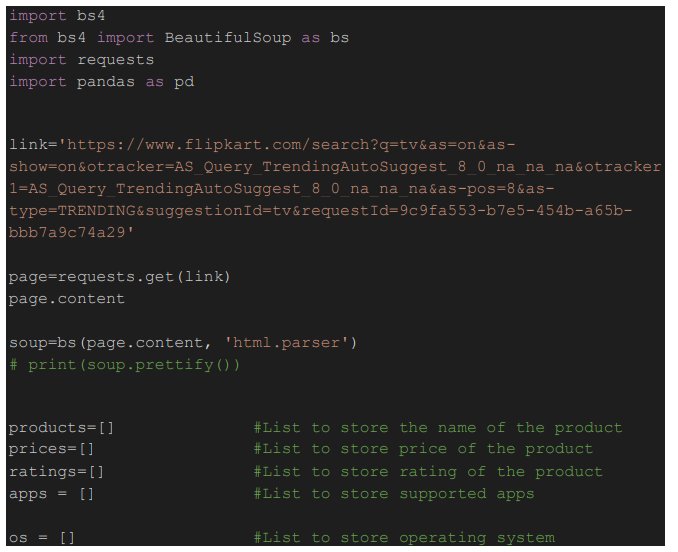 import bs4
from bs4 import BeautifulSoup as bs
import requests
import pandas as pd
link='https://www.flipkart.com/search?q=tv&as=on&as-
show=on&otracker=AS_Query_TrendingAutoSuggest_8_0_na_na_na&otracker
1=AS_Query_TrendingAutoSuggest_8_0_na_na_na&as-pos=8&as-
type=TRENDING&suggestionId=tv&requestId=9c9fa553-b7e5-454b-a65b-
bbb7a9c74a29'
page=requests.get(link)
page.content
soup=bs(page.content, 'html.parser')
# print(soup.prettify())
products=[]              #List to store the name of the product
prices=[]                #List to store price of the product
ratings=[]               #List to store rating of the product
apps = []                #List to store supported apps
os = []                  #List to store operating system